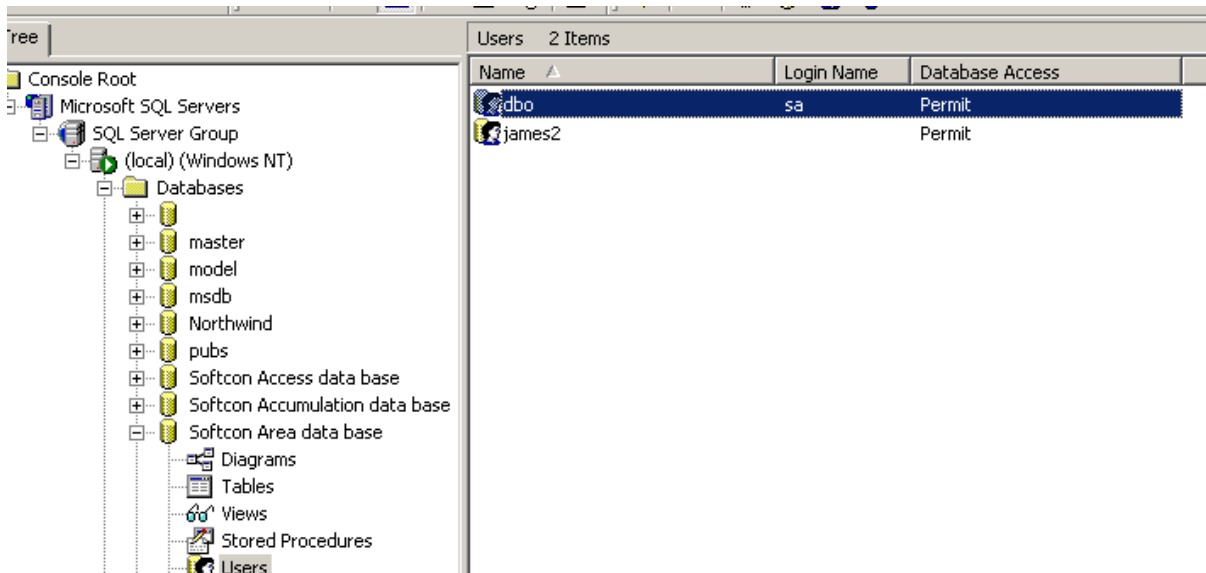 Tree
Users 2 Items
Console Root
Microsoft SQL Servers
SQL Server Group
(local) (Windows NT)
Databases
master
model
msdb
Northwind
pubs
Softcon Access data base
Softcon Accumulation data base
Softcon Area data base
Diagrams
Tables
Views
Stored Procedures
Users
Name Login Name Database Access
dbo sa Permit
james2 Permit